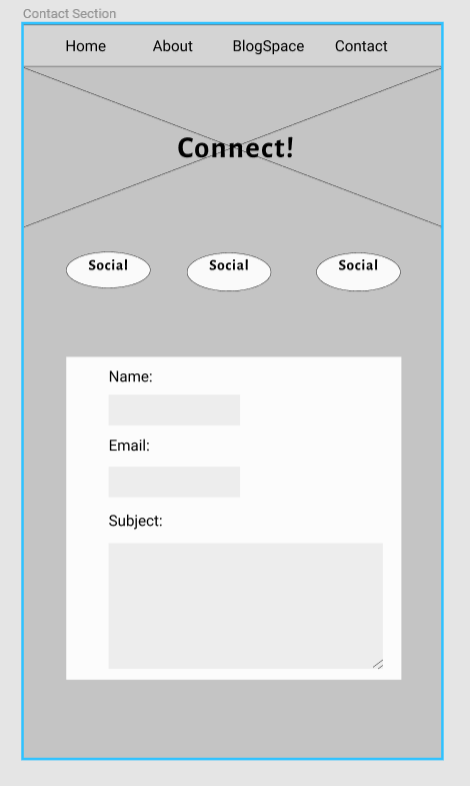 Contact Section
Home About BlogSpace Contact
Connect!
Social Social Social
Name:
Email:
Subject: